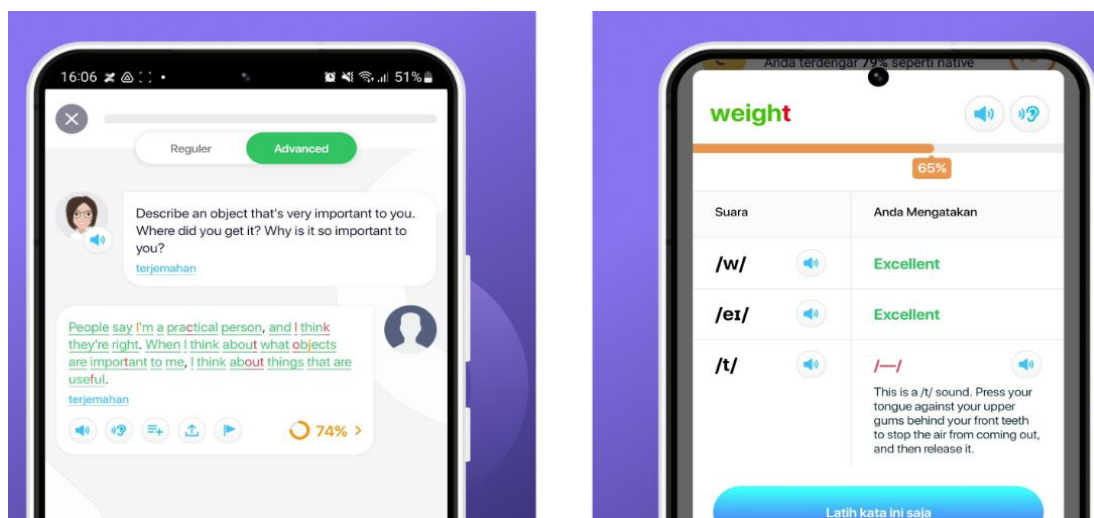 16:06
51%
Reguler
Advanced
Describe an object that's very important to you.
Where did you get it? Why is it so important to
you?
terjemahan
People say I'm a practical person, and I think
they're right. When I think about what objects
are important to me, I think about things that are
useful.
terjemahan
74% >
Anda terdengar 79% seperti native
weight
65%
Suara
Anda Mengatakan
/w/
Excellent
/eɪ/
Excellent
/t/
/—/
This is a /t/ sound. Press your
tongue against your upper
gums behind your front teeth
to stop the air from coming out,
and then release it.
Latih kata ini saja